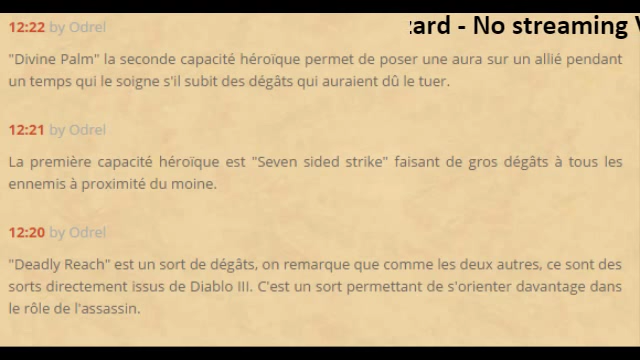 zard - No streaming
12:22 by Odrel
"Divine Palm" la seconde capacité héroïque permet de poser une aura sur un allié pendant
un temps qui le soigne s'il subit des dégâts qui auraient dû le tuer.
12:21 by Odrel
La première capacité héroïque est "Seven sided strike" faisant de gros dégâts à tous les
ennemis à proximité du moine.
12:20 by Odrel
"Deadly Reach" est un sort de dégâts, on remarque que comme les deux autres, ce sont des
sorts directement issus de Diablo III. C'est un sort permettant de s'orienter davantage dans
le rôle de l'assassin.